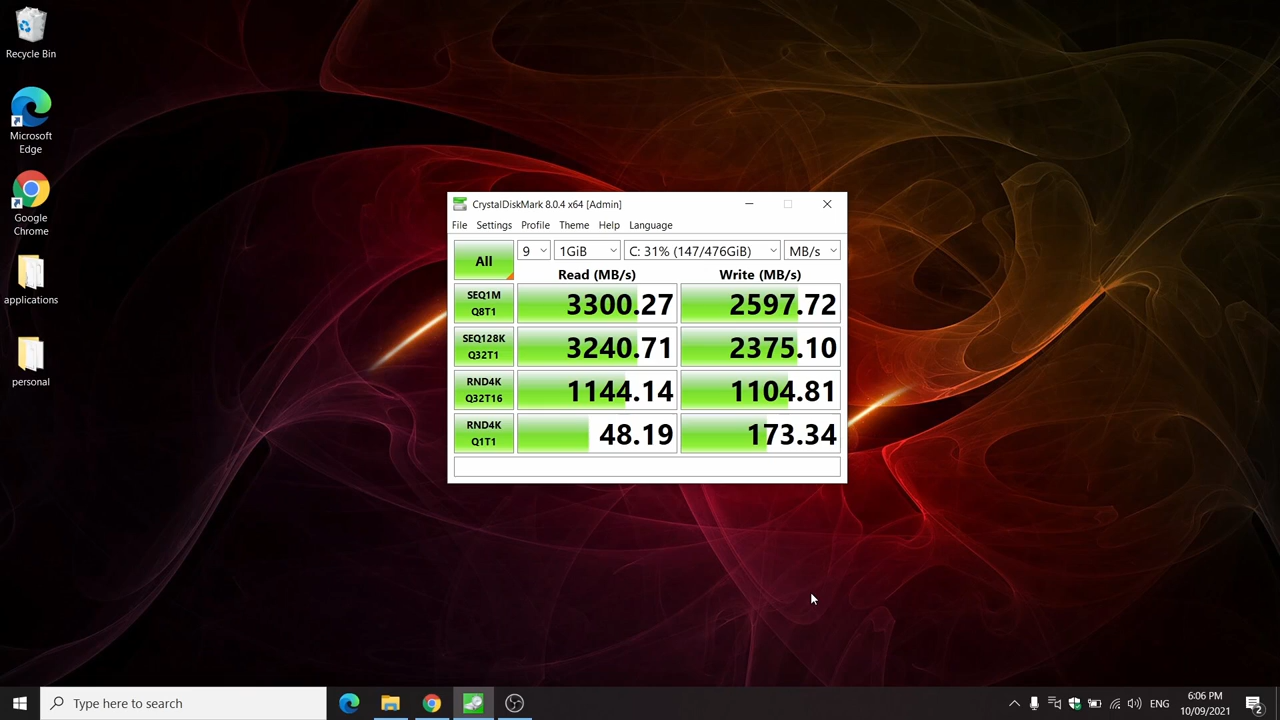 Recycle Bin
Microsoft
Edge
Google
Chrome
applications
personal
CrystalDiskMark 8.0.4 x64 [Admin]
File Settings Profile Theme Help Language
All 9 1GiB C: 31% (147/476GiB) MB/s
Read (MB/s) Write (MB/s)
SEQ1M
Q8T1
3300.27 2597.72
SEQ128K
Q32T1
3240.71 2375.10
RND4K
Q32T16
1144.14 1104.81
RND4K
Q1T1
48.19 173.34
Type here to search
ENG
6:06 PM
10/09/2021
2